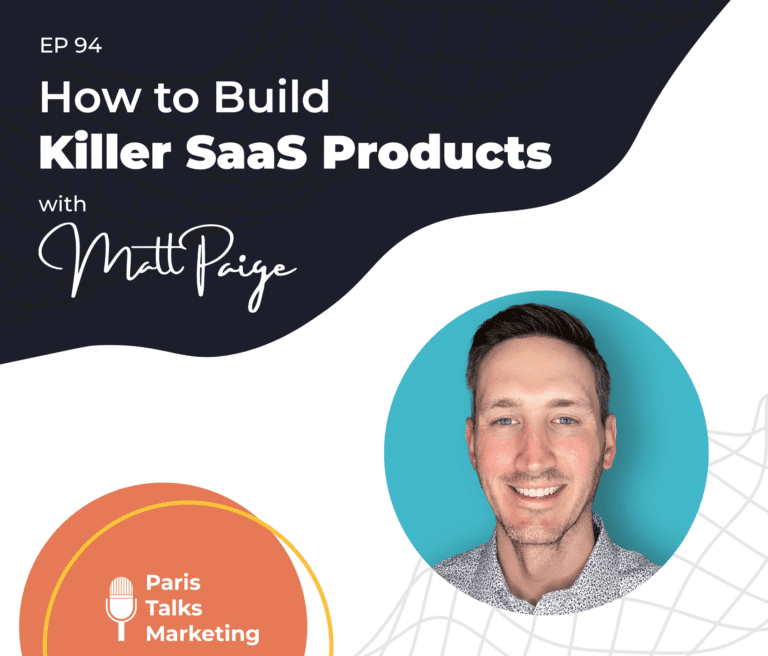 EP 94
How to Build
Killer SaaS Products
with
Matt Paige
Paris
Talks
Marketing